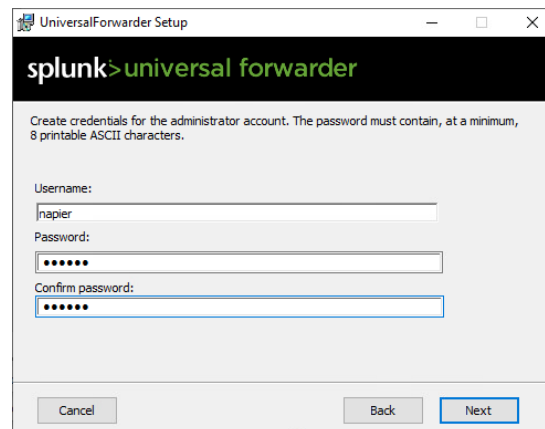 UniversalForwarder Setup
splunk>universal forwarder
Create credentials for the administrator account. The password must contain, at a minimum,
8 printable ASCII characters.
Username:
napier
Password:
••••••
Confirm password:
••••••
Cancel
Back
Next